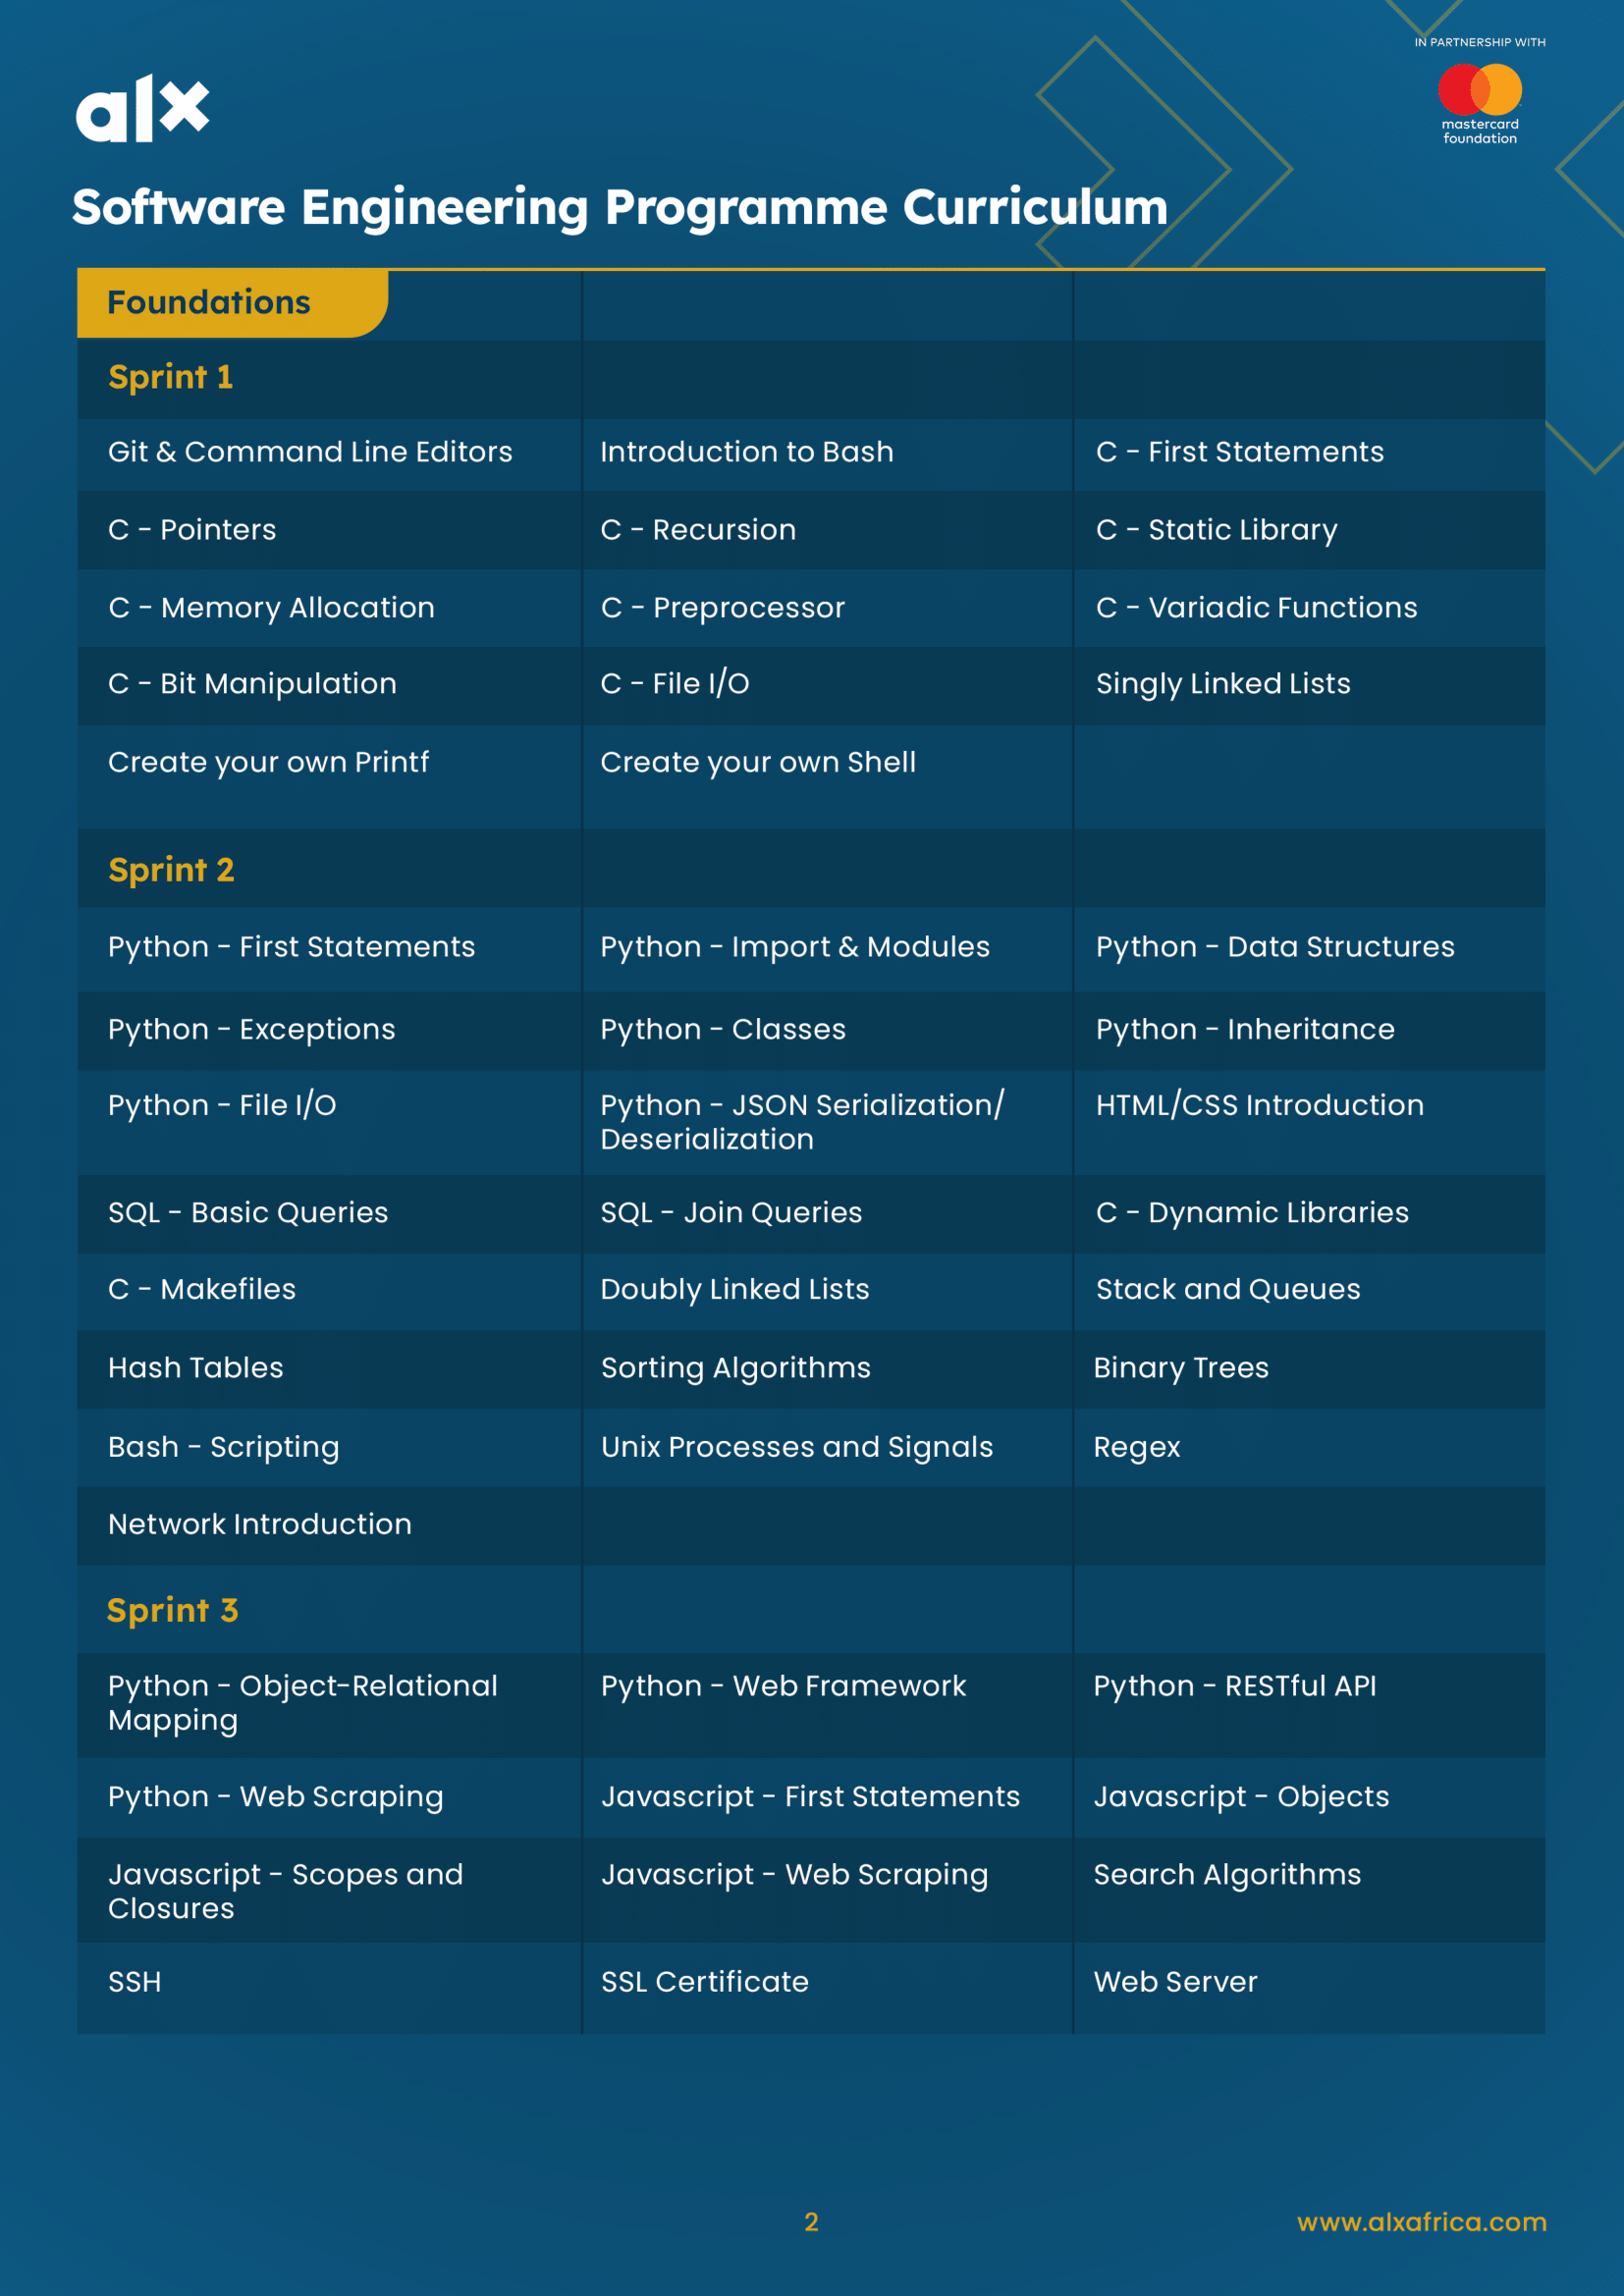 IN PARTNERSHIP WITH
alx
mastercard
foundation
Software Engineering Programme Curriculum
Foundations
Sprint 1
Git & Command Line Editors
Introduction to Bash
C - First Statements
C - Pointers
C - Recursion
C - Static Library
C - Memory Allocation
C - Preprocessor
C - Variadic Functions
C - Bit Manipulation
C - File I/O
Singly Linked Lists
Create your own Printf
Create your own Shell
Sprint 2
Python - First Statements
Python - Import & Modules
Python - Data Structures
Python - Exceptions
Python - Classes
Python - Inheritance
Python - File I/O
Python - JSON Serialization/
Deserialization
HTML/CSS Introduction
SQL - Basic Queries
SQL - Join Queries
C - Dynamic Libraries
C - Makefiles
Doubly Linked Lists
Stack and Queues
Hash Tables
Sorting Algorithms
Binary Trees
Bash - Scripting
Unix Processes and Signals
Regex
Network Introduction
Sprint 3
Python - Object-Relational
Mapping
Python - Web Framework
Python - RESTful API
Python - Web Scraping
Javascript - First Statements
Javascript - Objects
Javascript - Scopes and
Closures
Javascript - Web Scraping
Search Algorithms
SSH
SSL Certificate
Web Server
2
www.alxafrica.com